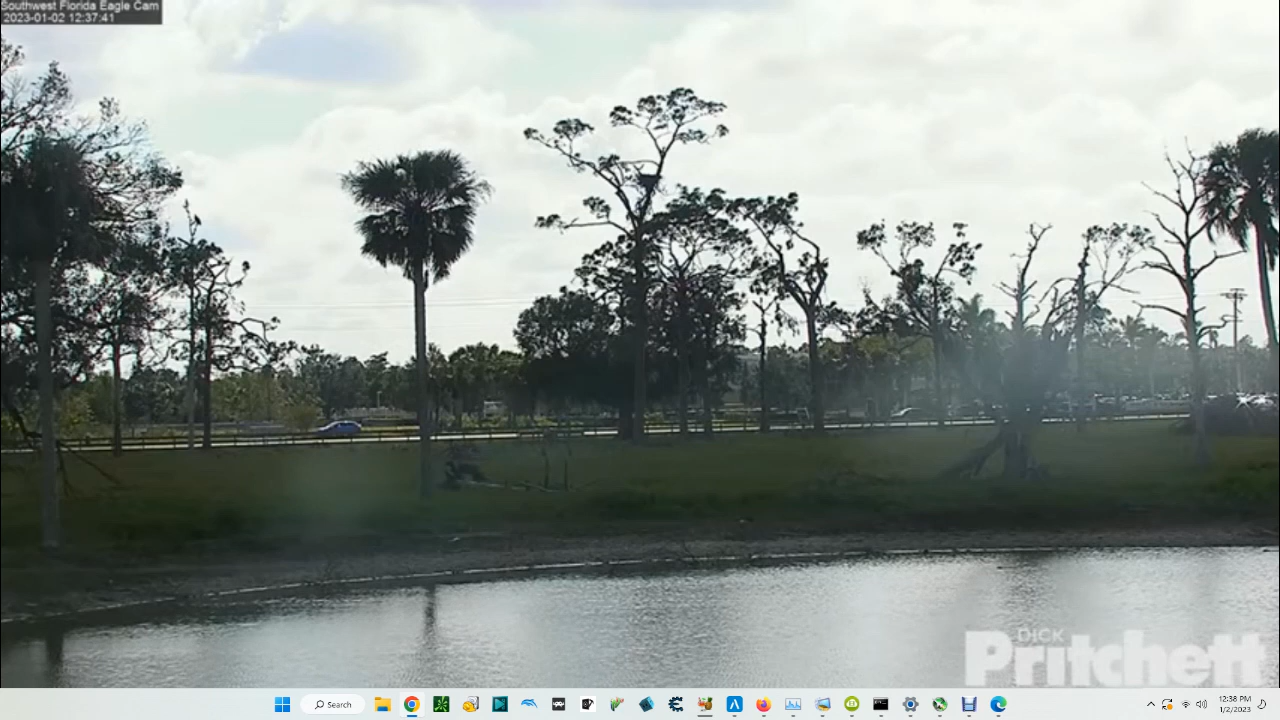 Southwest Florida Eagle Cam
2023-01-02 12:37:41
DICK
Pritchett
Search
12:38 PM
1/2/2023